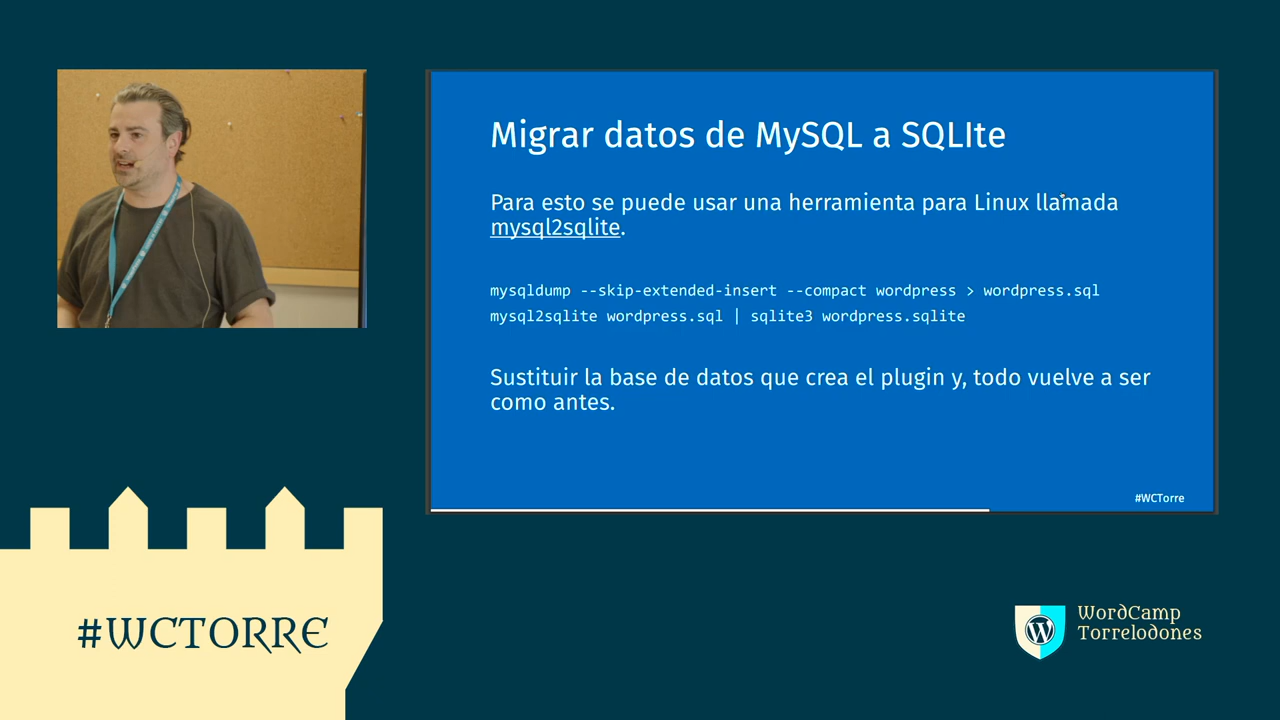 Migrar datos de MySQL a SQLIte
Para esto se puede usar una herramienta para Linux llamada
mysql2sqlite.
mysqldump --skip-extended-insert --compact wordpress > wordpress.sql
mysql2sqlite wordpress.sql | sqlite3 wordpress.sqlite
Sustituir la base de datos que crea el plugin y, todo vuelve a ser
como antes.
#WCTorre
#WCTORRE
WordCamp
Torrelodones